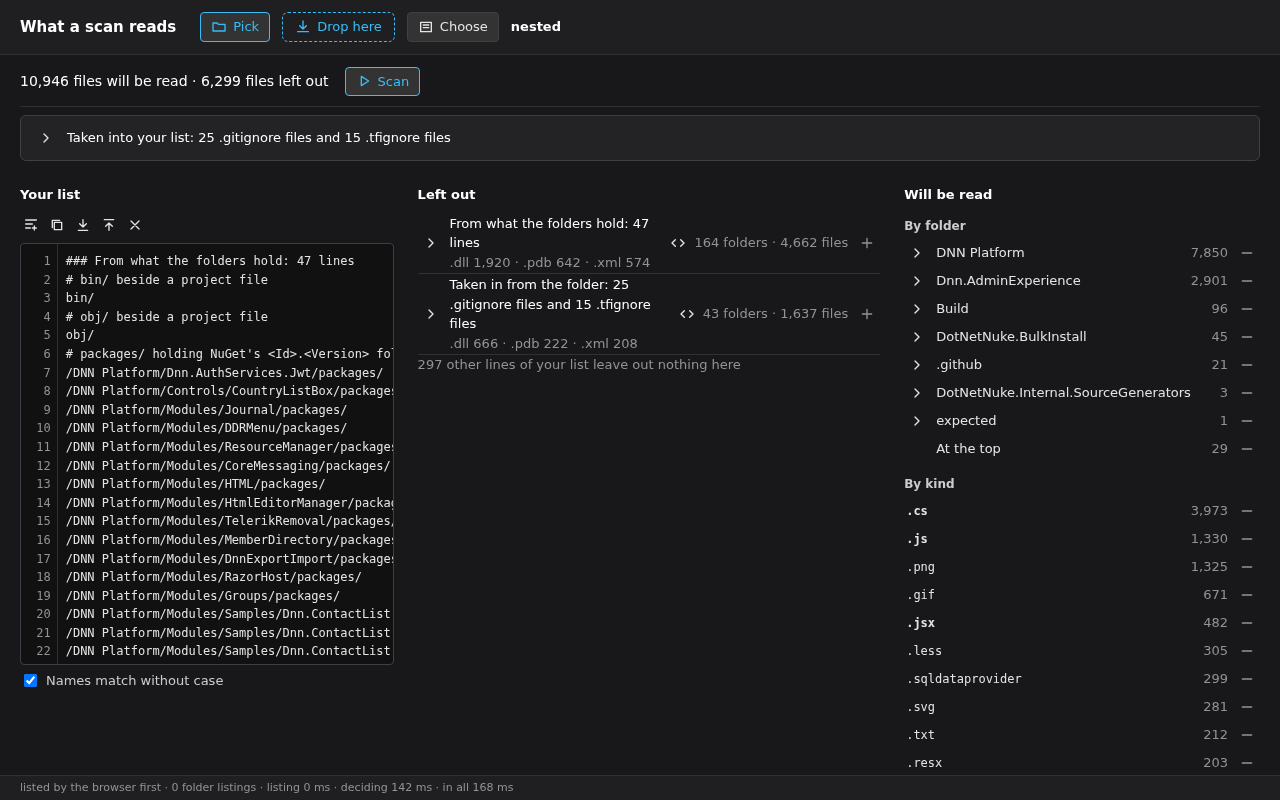 What a scan reads
Pick
Drop here
Choose
nested
10,946 files will be read · 6,299 files left out
Scan
Taken into your list: 25 .gitignore files and 15 .tfignore files
Your list
1 ### From what the folders hold: 47 lines
2 # bin/ beside a project file
3 bin/
4 # obj/ beside a project file
5 obj/
6 # packages/ holding NuGet's <Id>.<Version> fol
7 /DNN Platform/Dnn.AuthServices.Jwt/packages/
8 /DNN Platform/Controls/CountryListBox/packages
9 /DNN Platform/Modules/Journal/packages/
10 /DNN Platform/Modules/DDRMenu/packages/
11 /DNN Platform/Modules/ResourceManager/packages
12 /DNN Platform/Modules/CoreMessaging/packages/
13 /DNN Platform/Modules/HTML/packages/
14 /DNN Platform/Modules/HtmlEditorManager/packag
15 /DNN Platform/Modules/TelerikRemoval/packages/
16 /DNN Platform/Modules/MemberDirectory/packages
17 /DNN Platform/Modules/DnnExportImport/packages
18 /DNN Platform/Modules/RazorHost/packages/
19 /DNN Platform/Modules/Groups/packages/
20 /DNN Platform/Modules/Samples/Dnn.ContactList
21 /DNN Platform/Modules/Samples/Dnn.ContactList
22 /DNN Platform/Modules/Samples/Dnn.ContactList
Names match without case
Left out
From what the folders hold: 47
lines
.dll 1,920 · .pdb 642 · .xml 574
164 folders · 4,662 files
Taken in from the folder: 25
.gitignore files and 15 .tfignore
files
.dll 666 · .pdb 222 · .xml 208
43 folders · 1,637 files
297 other lines of your list leave out nothing here
Will be read
By folder
DNN Platform 7,850
Dnn.AdminExperience 2,901
Build 96
DotNetNuke.BulkInstall 45
.github 21
DotNetNuke.Internal.SourceGenerators 3
expected 1
At the top 29
By kind
.cs 3,973
.js 1,330
.png 1,325
.gif 671
.jsx 482
.less 305
.sqldataprovider 299
.svg 281
.txt 212
.resx 203
listed by the browser first · 0 folder listings · listing 0 ms · deciding 142 ms · in all 168 ms